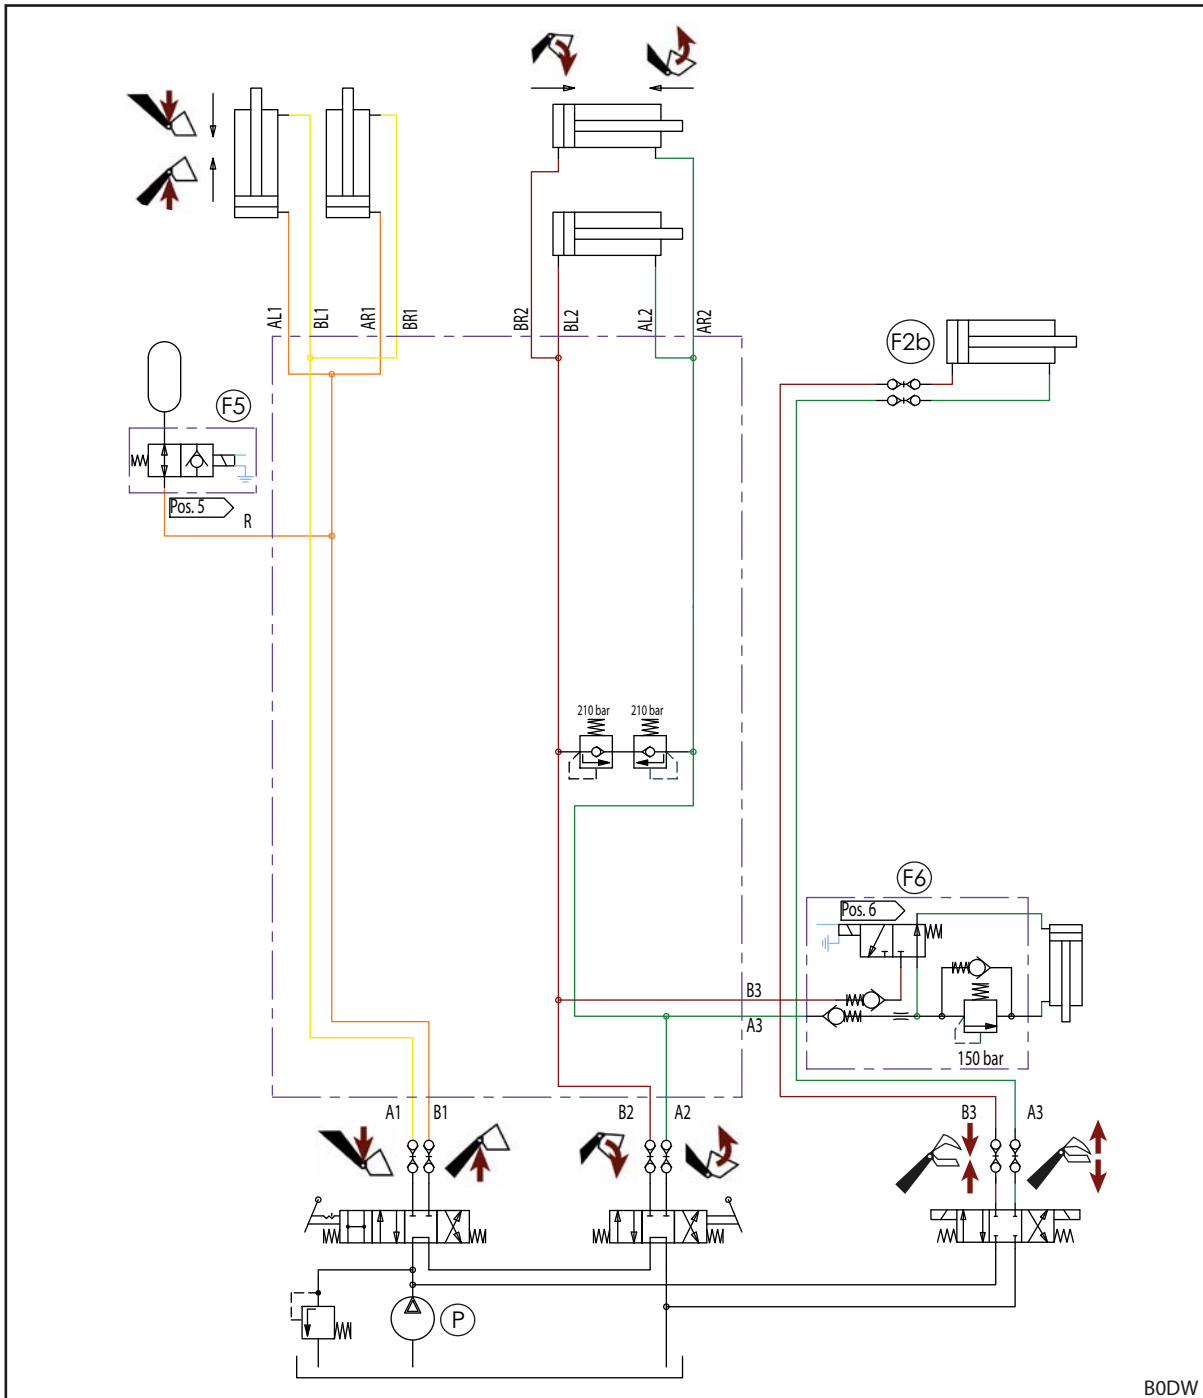 AL1
BL1
AR1
BR1
BR2
BL2
AL2
AR2
F2b
F5
Pos. 5
R
210 bar
210 bar
F6
Pos. 6
B3
A3
150 bar
A1
B1
B2
A2
B3
A3
P
B0DW